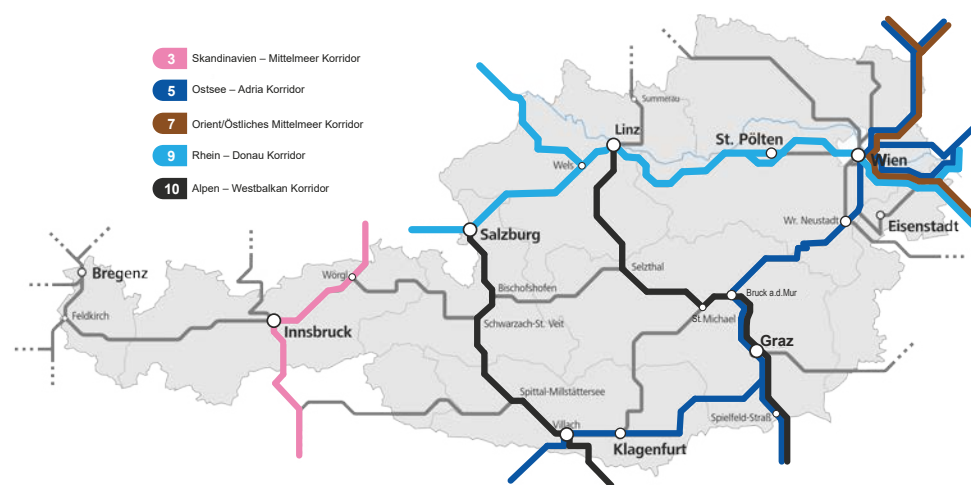 3 Skandinavien – Mittelmeer Korridor
5 Ostsee – Adria Korridor
7 Orient/Östliches Mittelmeer Korridor
9 Rhein – Donau Korridor
10 Alpen – Westbalkan Korridor
Summerau
Linz
St. Pölten
Wien
Wels
Wr. Neustadt
Eisenstadt
Salzburg
Bregenz
Wörgl
Selzthal
Bischofshofen
Bruck a.d.Mur
Feldkirch
Innsbruck
Schwarzach-St. Veit
St. Michael
Graz
Spittal-Millstättersee
Spielfeld-Straß
Villach
Klagenfurt